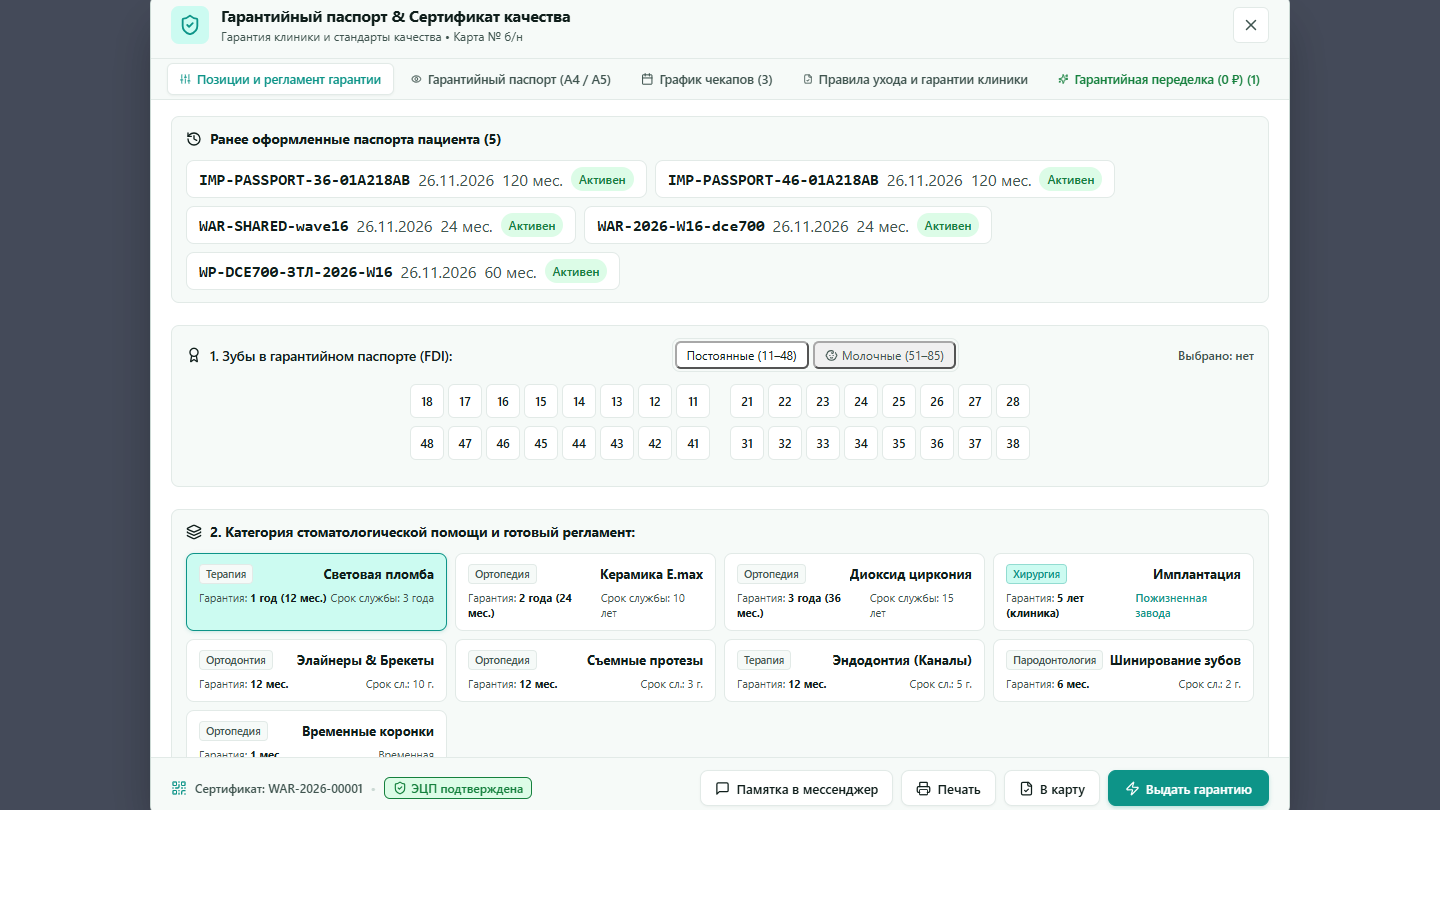 Гарантийный паспорт & Сертификат качества
Гарантия клиники и стандарты качества • Карта № б/н
Позиции и регламент гарантии
Гарантийный паспорт (А4 / А5)
График чекапов (3)
Правила ухода и гарантии клиники
Гарантийная переделка (0 ₽) (1)
Ранее оформленные паспорта пациента (5)
IMP-PASSPORT-36-01A218AB 26.11.2026 120 мес. Активен
IMP-PASSPORT-46-01A218AB 26.11.2026 120 мес. Активен
WAR-SHARED-wave16 26.11.2026 24 мес. Активен
WAR-2026-W16-dce700 26.11.2026 24 мес. Активен
WP-DCE700-3ТЛ-2026-W16 26.11.2026 60 мес. Активен
1. Зубы в гарантийном паспорте (FDI):
Постоянные (11–48)
Молочные (51–85)
Выбрано: нет
18 17 16 15 14 13 12 11 21 22 23 24 25 26 27 28
48 47 46 45 44 43 42 41 31 32 33 34 35 36 37 38
2. Категория стоматологической помощи и готовый регламент:
Терапия Световая пломба
Гарантия: 1 год (12 мес.) Срок службы: 3 года
Ортопедия Керамика E.max
Гарантия: 2 года (24 мес.) Срок службы: 10 лет
Ортопедия Диоксид циркония
Гарантия: 3 года (36 мес.) Срок службы: 15 лет
Хирургия Имплантация
Гарантия: 5 лет (клиника) Пожизненная завода
Ортодонтия Элайнеры & Брекеты
Гарантия: 12 мес. Срок сл.: 10 г.
Ортопедия Съемные протезы
Гарантия: 12 мес. Срок сл.: 3 г.
Терапия Эндодонтия (Каналы)
Гарантия: 12 мес. Срок сл.: 5 г.
Пародонтология Шинирование зубов
Гарантия: 6 мес. Срок сл.: 2 г.
Ортопедия Временные коронки
Гарантия: 1 мес. Временная
Сертификат: WAR-2026-00001 •
ЭЦП подтверждена
Памятка в мессенджер
Печать
В карту
Выдать гарантию